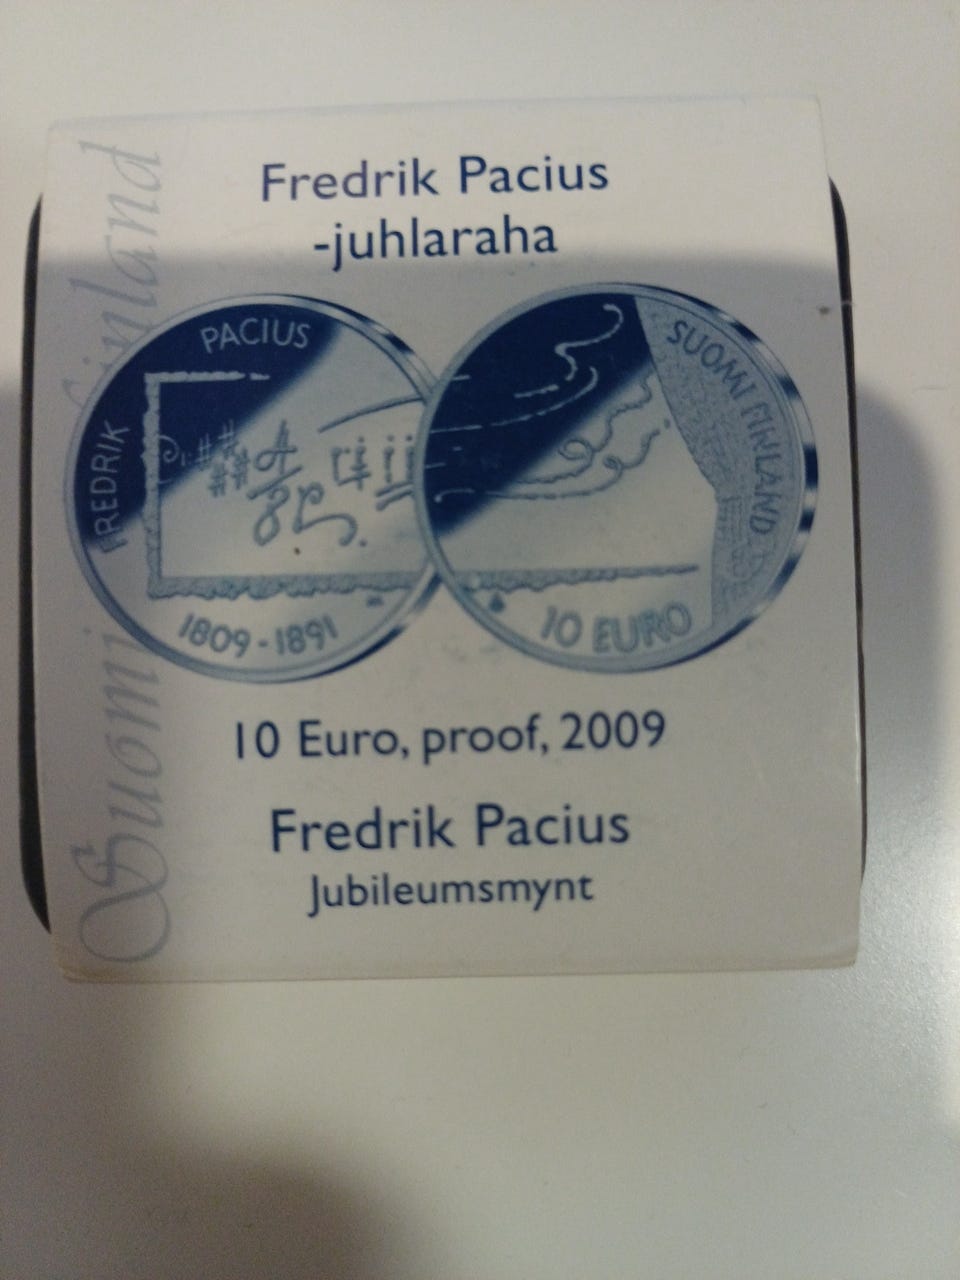 Suomi Finland
Fredrik Pacius
-juhlaraha
FREDRIK PACIUS
1809-1891
SUOMI FINLAND
10 EURO
10 Euro, proof, 2009
Fredrik Pacius
Jubileumsmynt